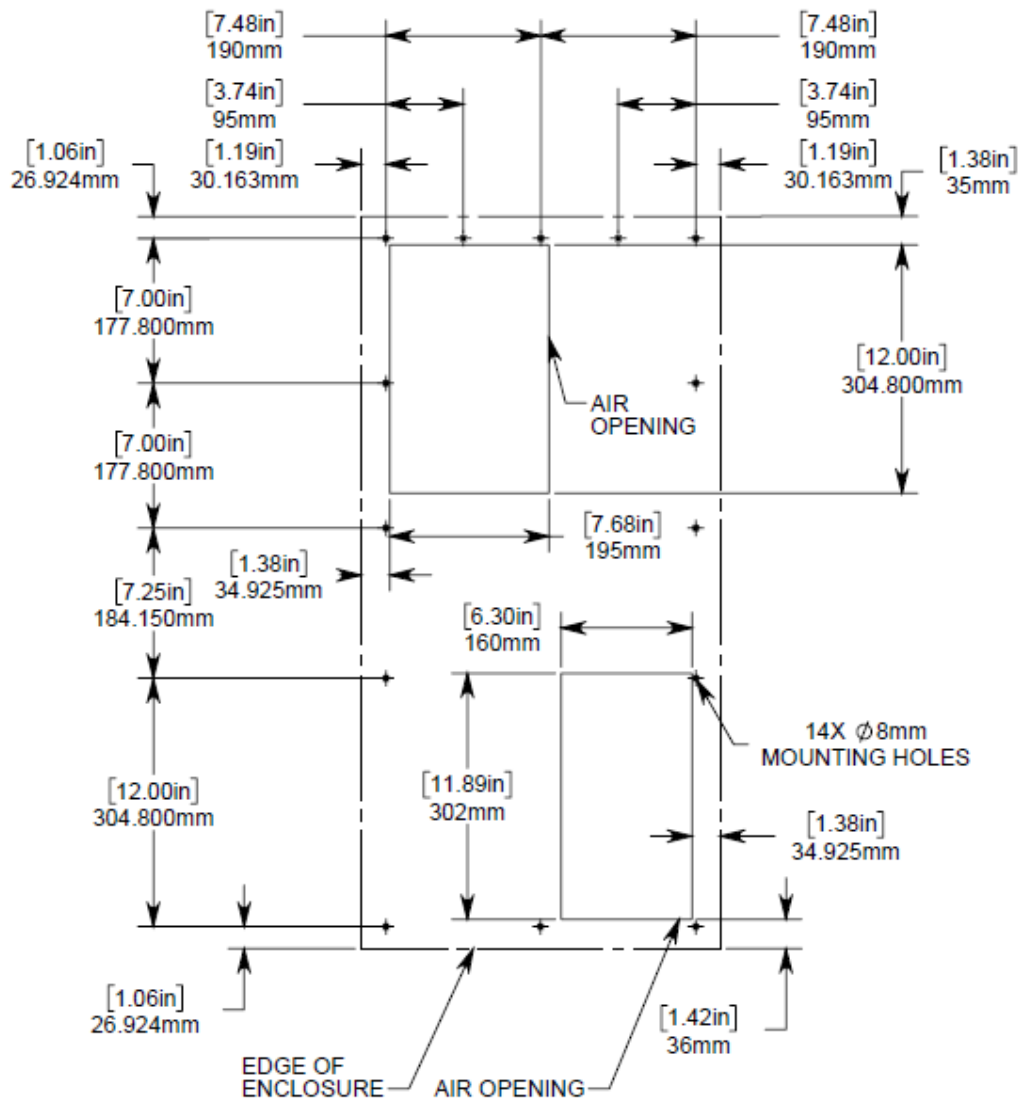 [7.48in]
190mm
[7.48in]
190mm
[3.74in]
95mm
[3.74in]
95mm
[1.06in]
26.924mm
[1.19in]
30.163mm
[1.19in]
30.163mm
[1.38in]
35mm
[7.00in]
177.800mm
[12.00in]
304.800mm
AIR
OPENING
[7.00in]
177.800mm
[7.68in]
195mm
[1.38in]
34.925mm
[7.25in]
184.150mm
[6.30in]
160mm
14X ⌀8mm
MOUNTING HOLES
[11.89in]
302mm
[12.00in]
304.800mm
[1.38in]
34.925mm
[1.06in]
26.924mm
[1.42in]
36mm
EDGE OF
ENCLOSURE
AIR OPENING